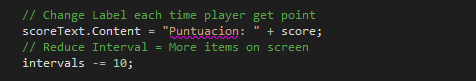 // Change Label each time player get point
scoreText.Content = "Puntuacion: " + score;
// Reduce Interval = More items on screen
intervals -= 10;